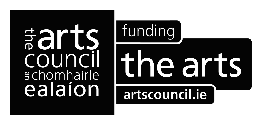 the arts
council
an chomhairle
ealaíon
funding
the arts
artscouncil.ie